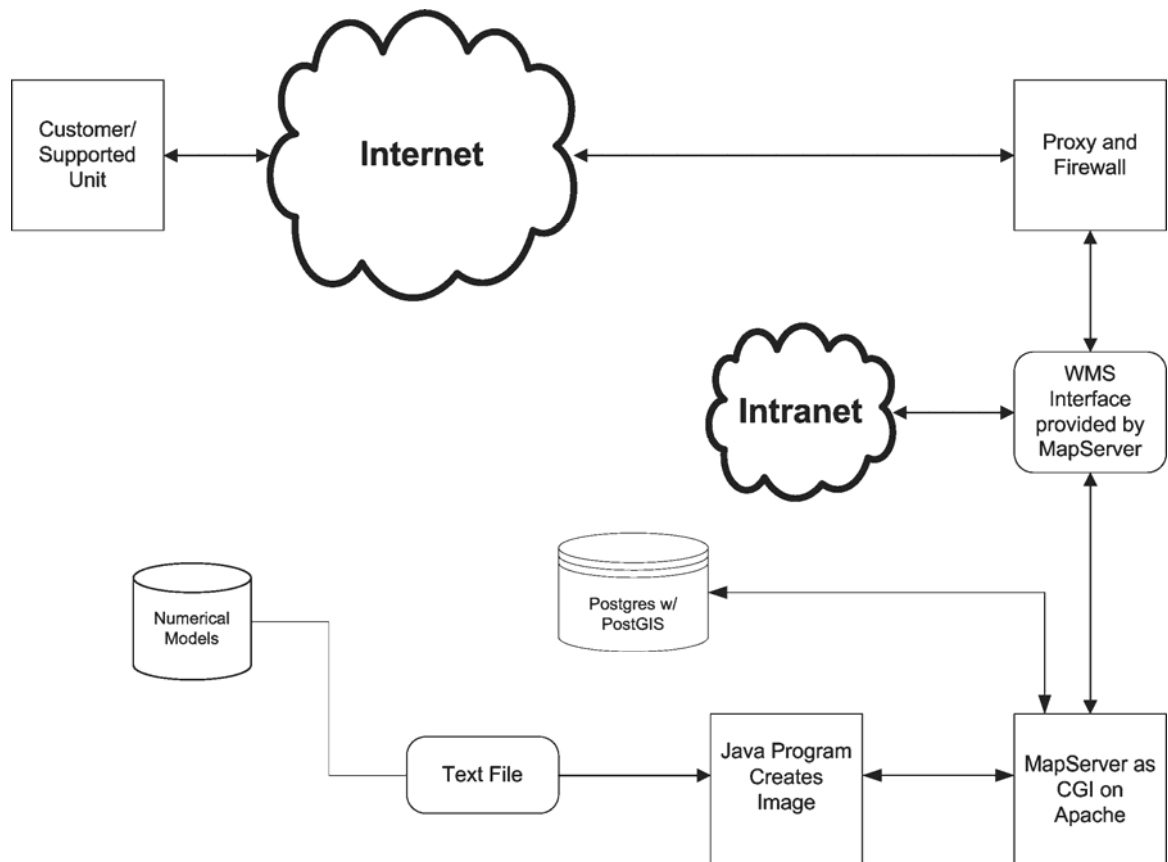 Customer/
Supported
Unit
Internet
Proxy and
Firewall
Intranet
WMS
Interface
provided by
MapServer
Numerical
Models
Postgres w/
PostGIS
Text File
Java Program
Creates
Image
MapServer as
CGI on
Apache